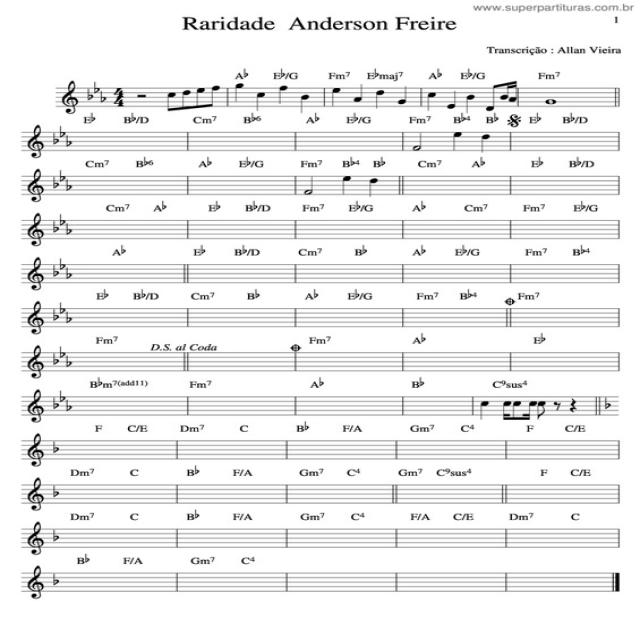 www.superpartituras.com.br
Raridade Anderson Freire
1
Transcrição : Allan Vieira
A♭ E♭/G Fm7 E♭maj7 A♭ E♭/G Fm7
4
4
E♭ B♭/D Cm7 B♭6 A♭ E♭/G Fm7 B♭4 B♭ E♭ B♭/D
Cm7 B♭6 A♭ E♭/G Fm7 B♭4 B♭ Cm7 A♭ E♭ B♭/D
Cm7 A♭ E♭ B♭/D Fm7 E♭/G A♭ Cm7 Fm7 E♭/G
A♭ E♭ B♭/D Cm7 B♭ A♭ E♭/G Fm7 B♭4
E♭ B♭/D Cm7 B♭ A♭ E♭/G Fm7 B♭4 Fm7
Fm7 D.S. al Coda Fm7 A♭ E♭
B♭m7(add11) Fm7 A♭ B♭ C9sus4
F C/E Dm7 C B♭ F/A Gm7 C4 F C/E
Dm7 C B♭ F/A Gm7 C4 Gm7 C9sus4 F C/E
Dm7 C B♭ F/A Gm7 C4 F/A C/E Dm7 C
B♭ F/A Gm7 C4